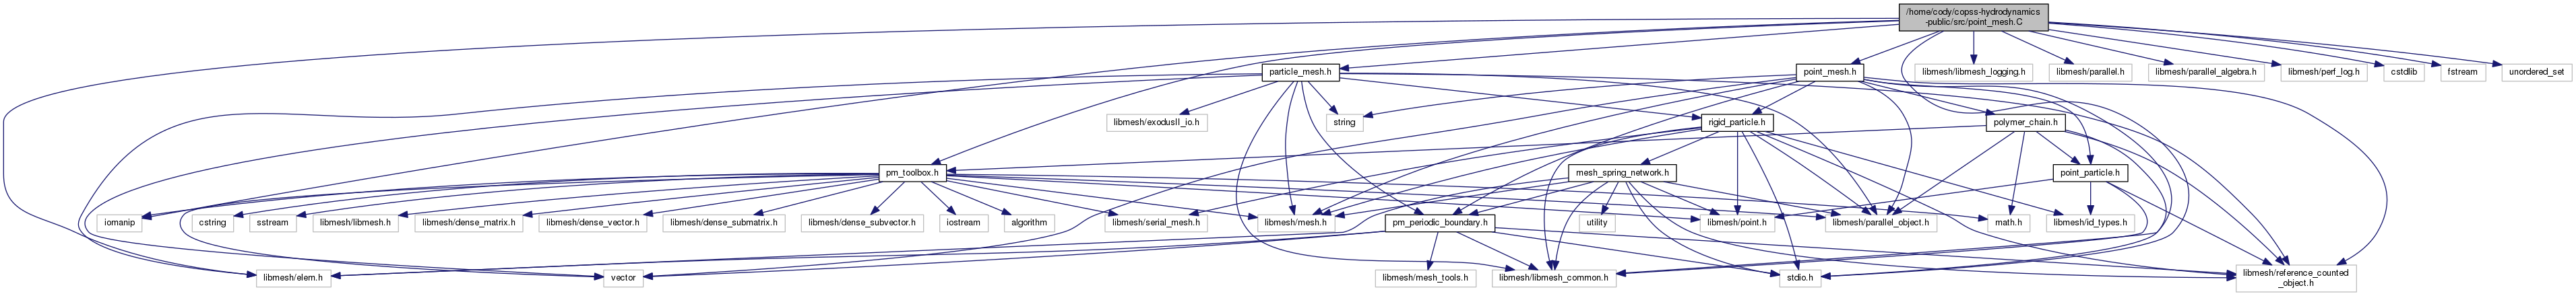 /home/cody/copss-hydrodynamics
-public/src/point_mesh.C
particle_mesh.h
point_mesh.h
libmesh/libmesh_logging.h
libmesh/parallel.h
libmesh/parallel_algebra.h
libmesh/perf_log.h
cstdlib
fstream
unordered_set
libmesh/exodusII_io.h
string
rigid_particle.h
polymer_chain.h
pm_toolbox.h
mesh_spring_network.h
point_particle.h
iomanip
cstring
sstream
libmesh/libmesh.h
libmesh/dense_matrix.h
libmesh/dense_vector.h
libmesh/dense_submatrix.h
libmesh/dense_subvector.h
iostream
algorithm
libmesh/serial_mesh.h
libmesh/mesh.h
pm_periodic_boundary.h
utility
libmesh/point.h
libmesh/parallel_object.h
math.h
libmesh/id_types.h
libmesh/elem.h
vector
libmesh/mesh_tools.h
libmesh/libmesh_common.h
stdio.h
libmesh/reference_counted
_object.h